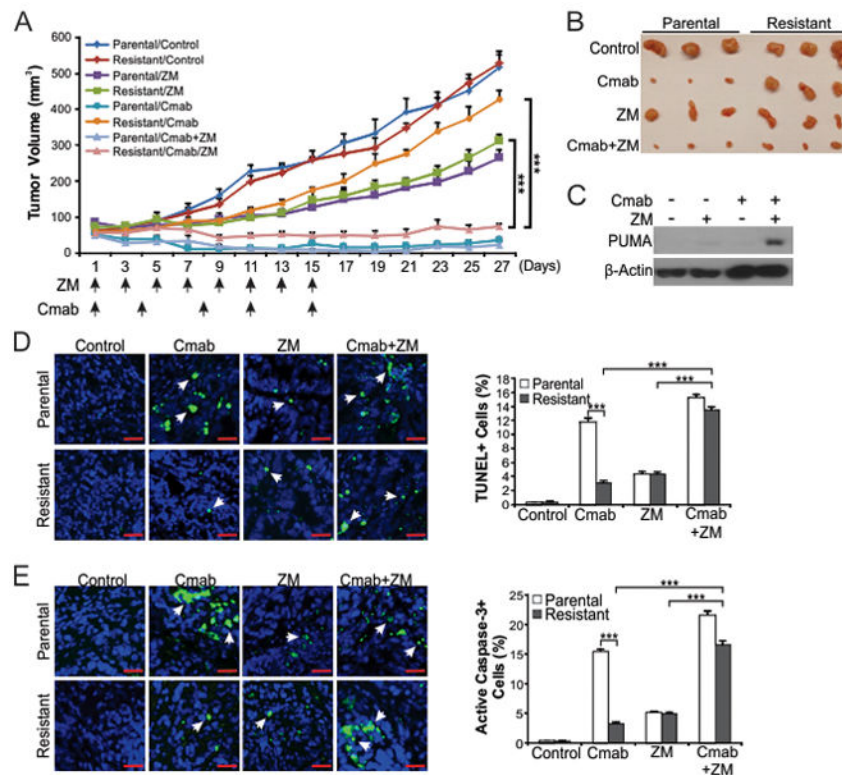 A
Parental/Control
Resistant/Control
Parental/ZM
Resistant/ZM
Parental/Cmab
Resistant/Cmab
Parental/Cmab+ZM
Resistant/Cmab/ZM
Tumor Volume (mm³)
600
500
400
300
200
100
0
*** ***
1 3 5 7 9 11 13 15 17 19 21 23 25 27 (Days)
ZM
Cmab
B
Parental Resistant
Control
Cmab
ZM
Cmab+ZM
C
Cmab - - + +
ZM - + - +
PUMA
β-Actin
D
Control Cmab ZM Cmab+ZM
Parental
Resistant
TUNEL+ Cells (%)
18
16
14
12
10
8
6
4
2
0
Parental
Resistant
***
***
***
Control Cmab ZM Cmab
+ZM
E
Control Cmab ZM Cmab+ZM
Parental
Resistant
Active Caspase-3+
Cells (%)
25
20
15
10
5
0
Parental
Resistant
***
***
***
Control Cmab ZM Cmab
+ZM